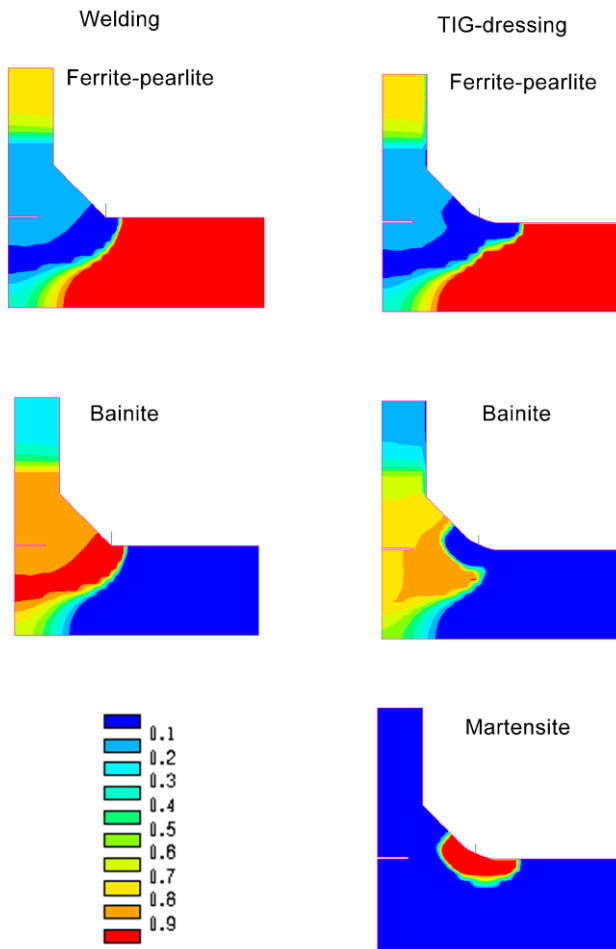 Welding
TIG-dressing
Ferrite-pearlite
Ferrite-pearlite
Bainite
Bainite
Martensite
0.1
0.2
0.3
0.4
0.5
0.6
0.7
0.8
0.9